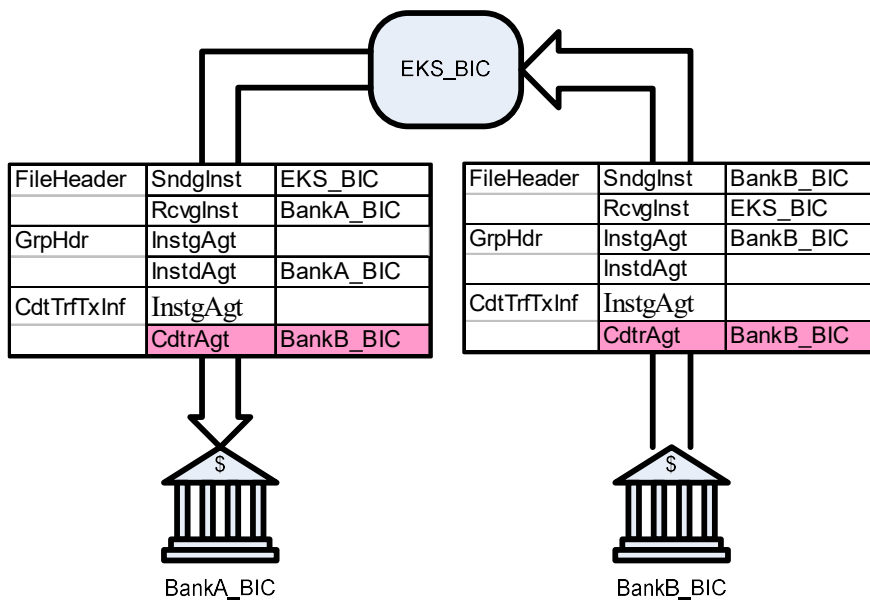 EKS_BIC
FileHeader SndgInst EKS_BIC
RcvgInst BankA_BIC
GrpHdr InstgAgt
InstdAgt BankA_BIC
CdtTrfTxInf InstgAgt
CdtrAgt BankB_BIC
FileHeader SndgInst BankB_BIC
RcvgInst EKS_BIC
GrpHdr InstgAgt BankB_BIC
InstdAgt
CdtTrfTxInf InstgAgt
CdtrAgt BankB_BIC
$
$
BankA_BIC
BankB_BIC